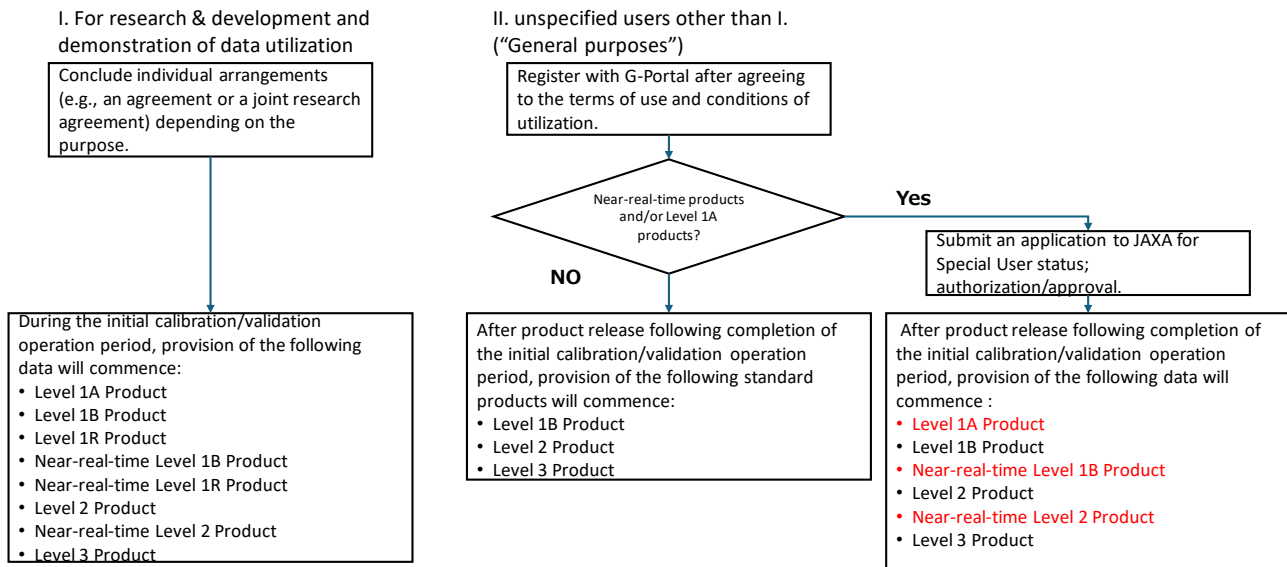 I. For research & development and
demonstration of data utilization
Conclude individual arrangements
(e.g., an agreement or a joint research
agreement) depending on the
purpose.
During the initial calibration/validation
operation period, provision of the following
data will commence:
• Level 1A Product
• Level 1B Product
• Level 1R Product
• Near-real-time Level 1B Product
• Near-real-time Level 1R Product
• Level 2 Product
• Near-real-time Level 2 Product
• Level 3 Product
II. unspecified users other than I.
(“General purposes”)
Register with G-Portal after agreeing
to the terms of use and conditions of
utilization.
Near-real-time products
and/or Level 1A
products?
NO
After product release following completion of
the initial calibration/validation operation
period, provision of the following standard
products will commence:
• Level 1B Product
• Level 2 Product
• Level 3 Product
Yes
Submit an application to JAXA for
Special User status;
authorization/approval.
After product release following completion of
the initial calibration/validation operation
period, provision of the following data will
commence :
• Level 1A Product
• Level 1B Product
• Near-real-time Level 1B Product
• Level 2 Product
• Near-real-time Level 2 Product
• Level 3 Product